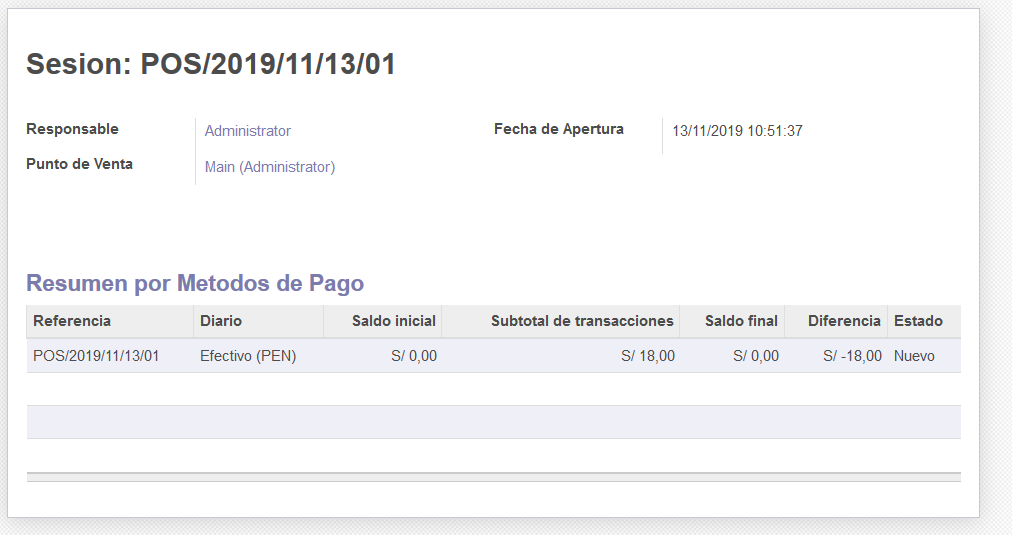 Sesion: POS/2019/11/13/01
Responsable Administrator Fecha de Apertura 13/11/2019 10:51:37
Punto de Venta Main (Administrator)
Resumen por Metodos de Pago
Referencia Diario Saldo inicial Subtotal de transacciones Saldo final Diferencia Estado
POS/2019/11/13/01 Efectivo (PEN) S/ 0,00 S/ 18,00 S/ 0,00 S/ -18,00 Nuevo